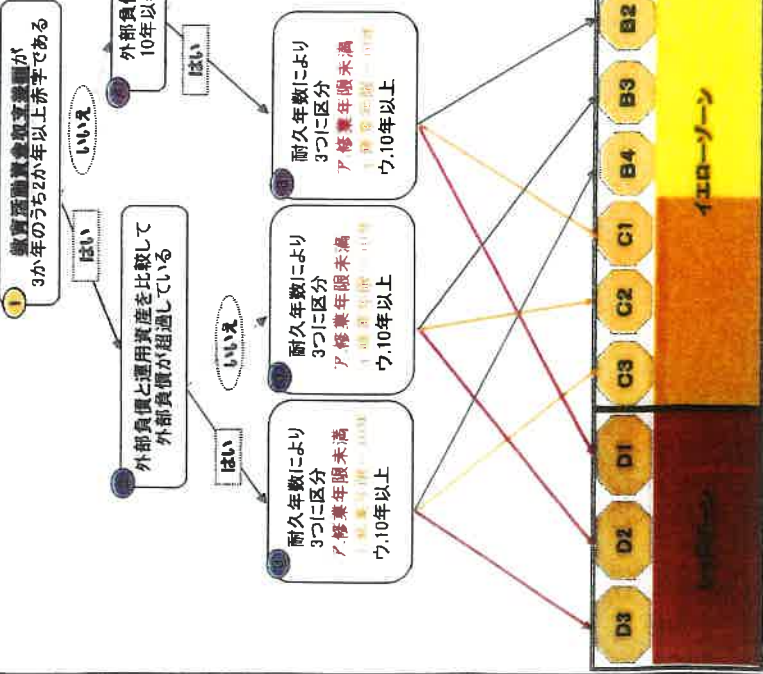 教育活動資金収支差額が
3か年のうち2か年以上赤字である
はい
いいえ
外部負債と運用資産を比較して
外部負債が超過している
外部負債
10年以
はい
いいえ
はい
耐久年数により
3つに区分
ア.修業年限未満
ウ.10年以上
耐久年数により
3つに区分
ア.修業年限未満
ウ.10年以上
耐久年数により
3つに区分
ア.修業年限未満
ウ.10年以上
D3
D2
D1
C3
C2
C1
B4
B3
B2
イエローゾーン